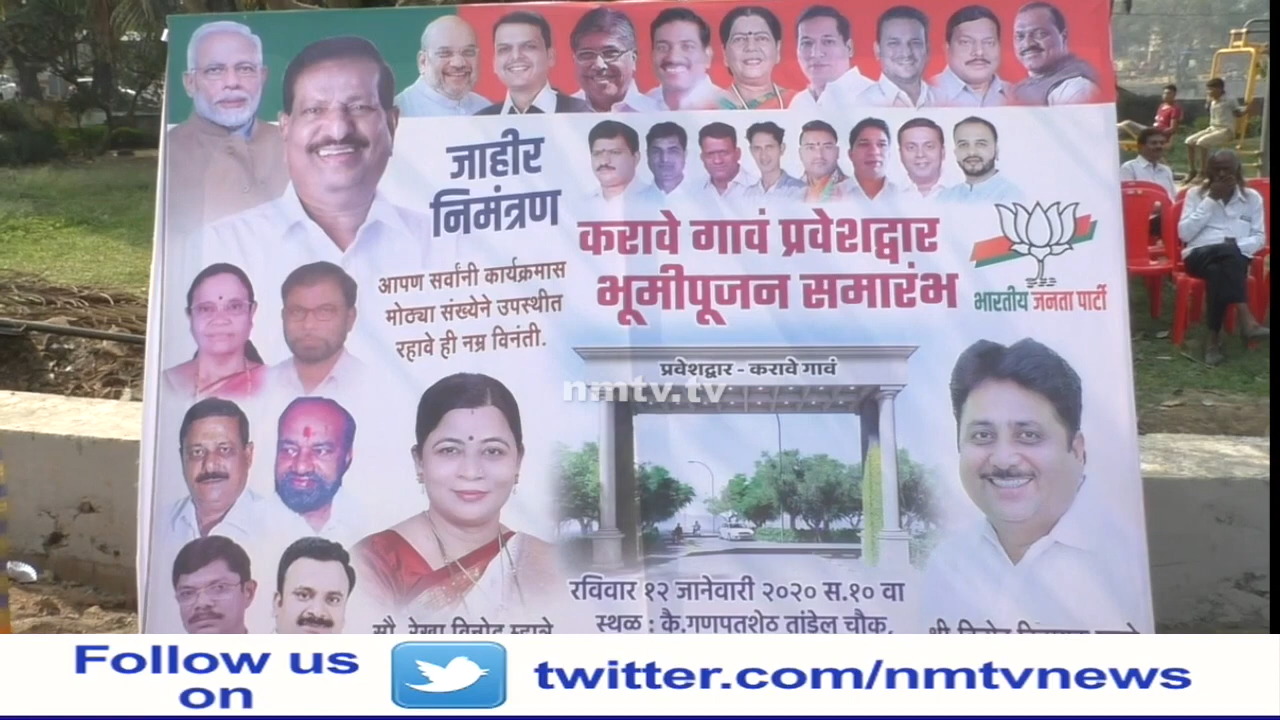 जाहीर
निमंत्रण
आपण सर्वांनी कार्यक्रमास
मोठ्या संख्येने उपस्थीत
रहावे ही नम्र विनंती.
करावे गावं प्रवेशद्वार
भूमीपूजन समारंभ
भारतीय जनता पार्टी
प्रवेशद्वार - करावे गावं
nmtv.tv
रविवार १२ जानेवारी २०२० स.१० वा
स्थळ : कै.गणपतशेठ तांडेल चौक,
सौ. रेखा विनोद म्हात्रे
Follow us
on
twitter.com/nmtvnews